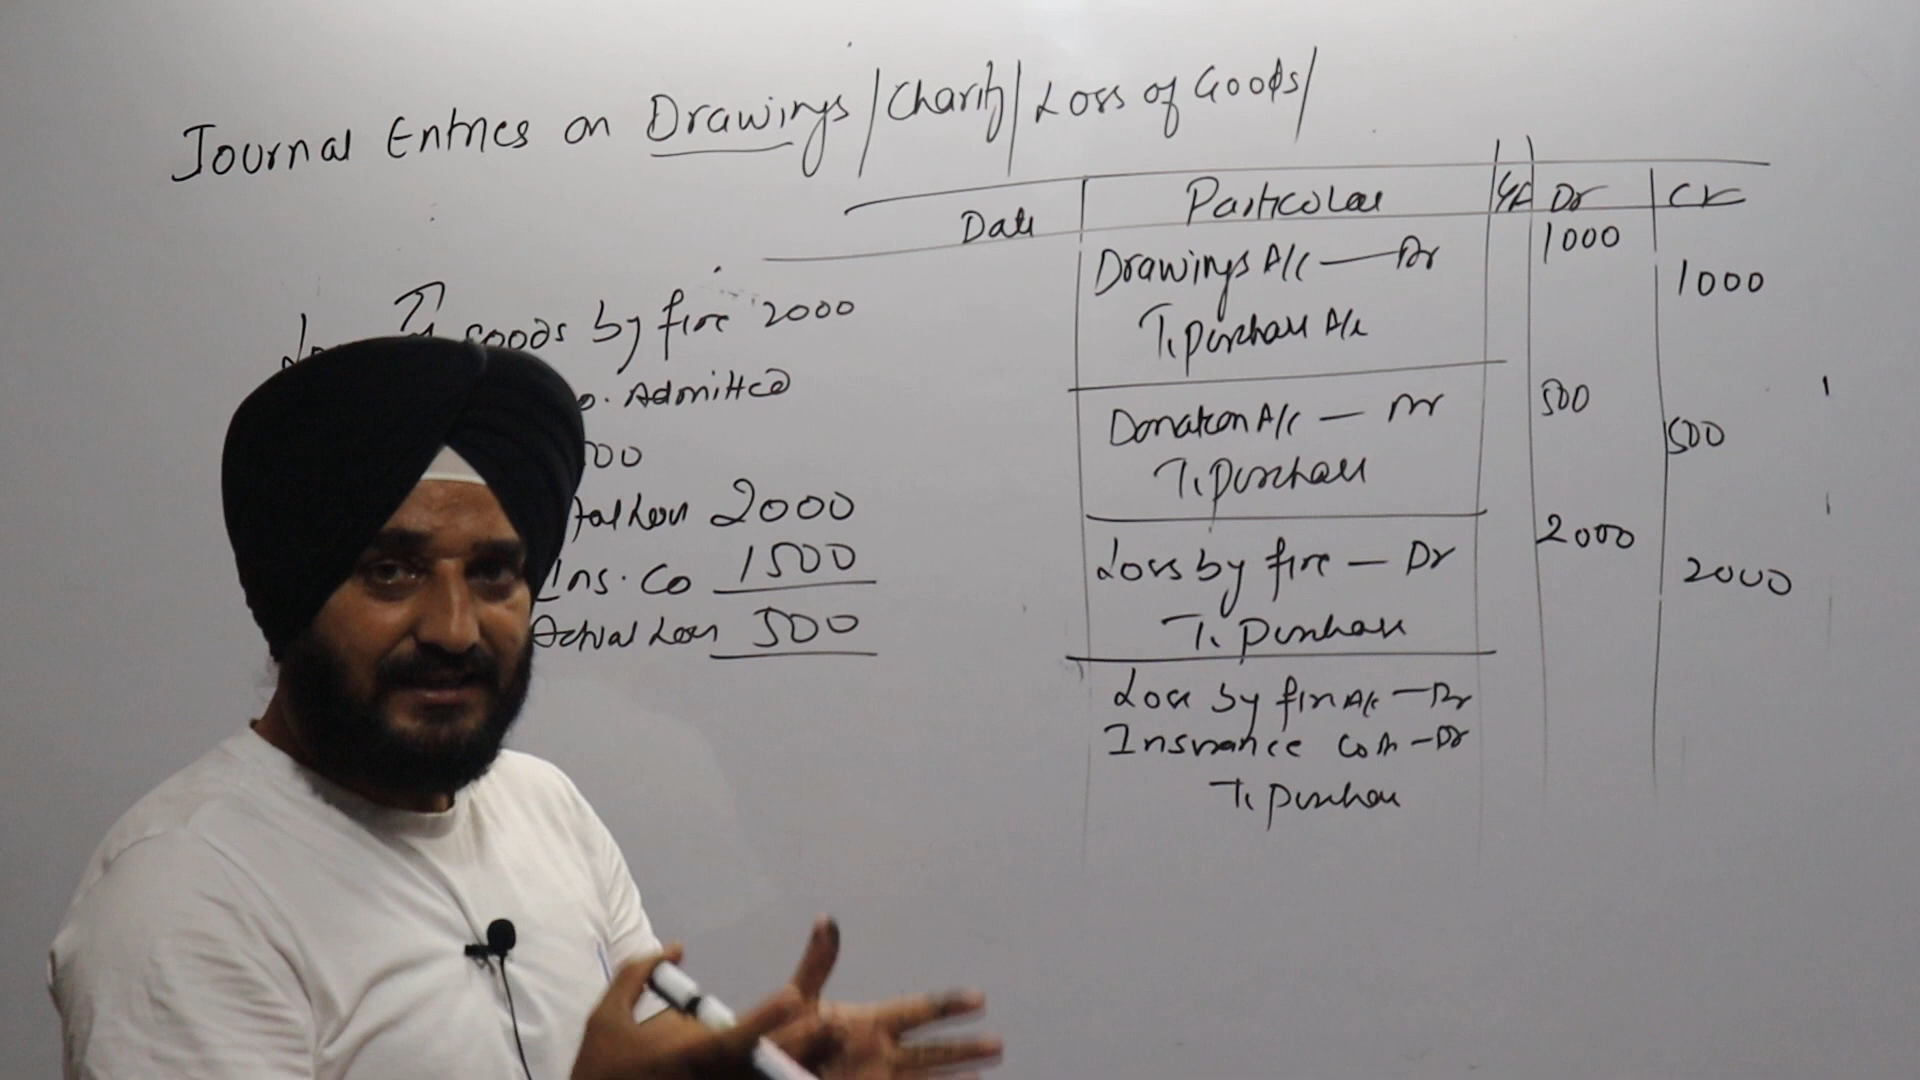 Journal Entries on Drawings/Charity/Loss of Goods/
Date Particulars Dr Cr
Drawings A/c — Dr 1000
To purchase A/c 1000
Donation A/c — Dr 500
To purchase 500
Loss by fire — Dr 2000
To purchase 2000
Loss by fire A/c — Dr
Insurance Co A — Dr
To purchase
Goods by fire 2000
Admitted
Loss 2000
Ins. Co 1500
Actual Loss 500